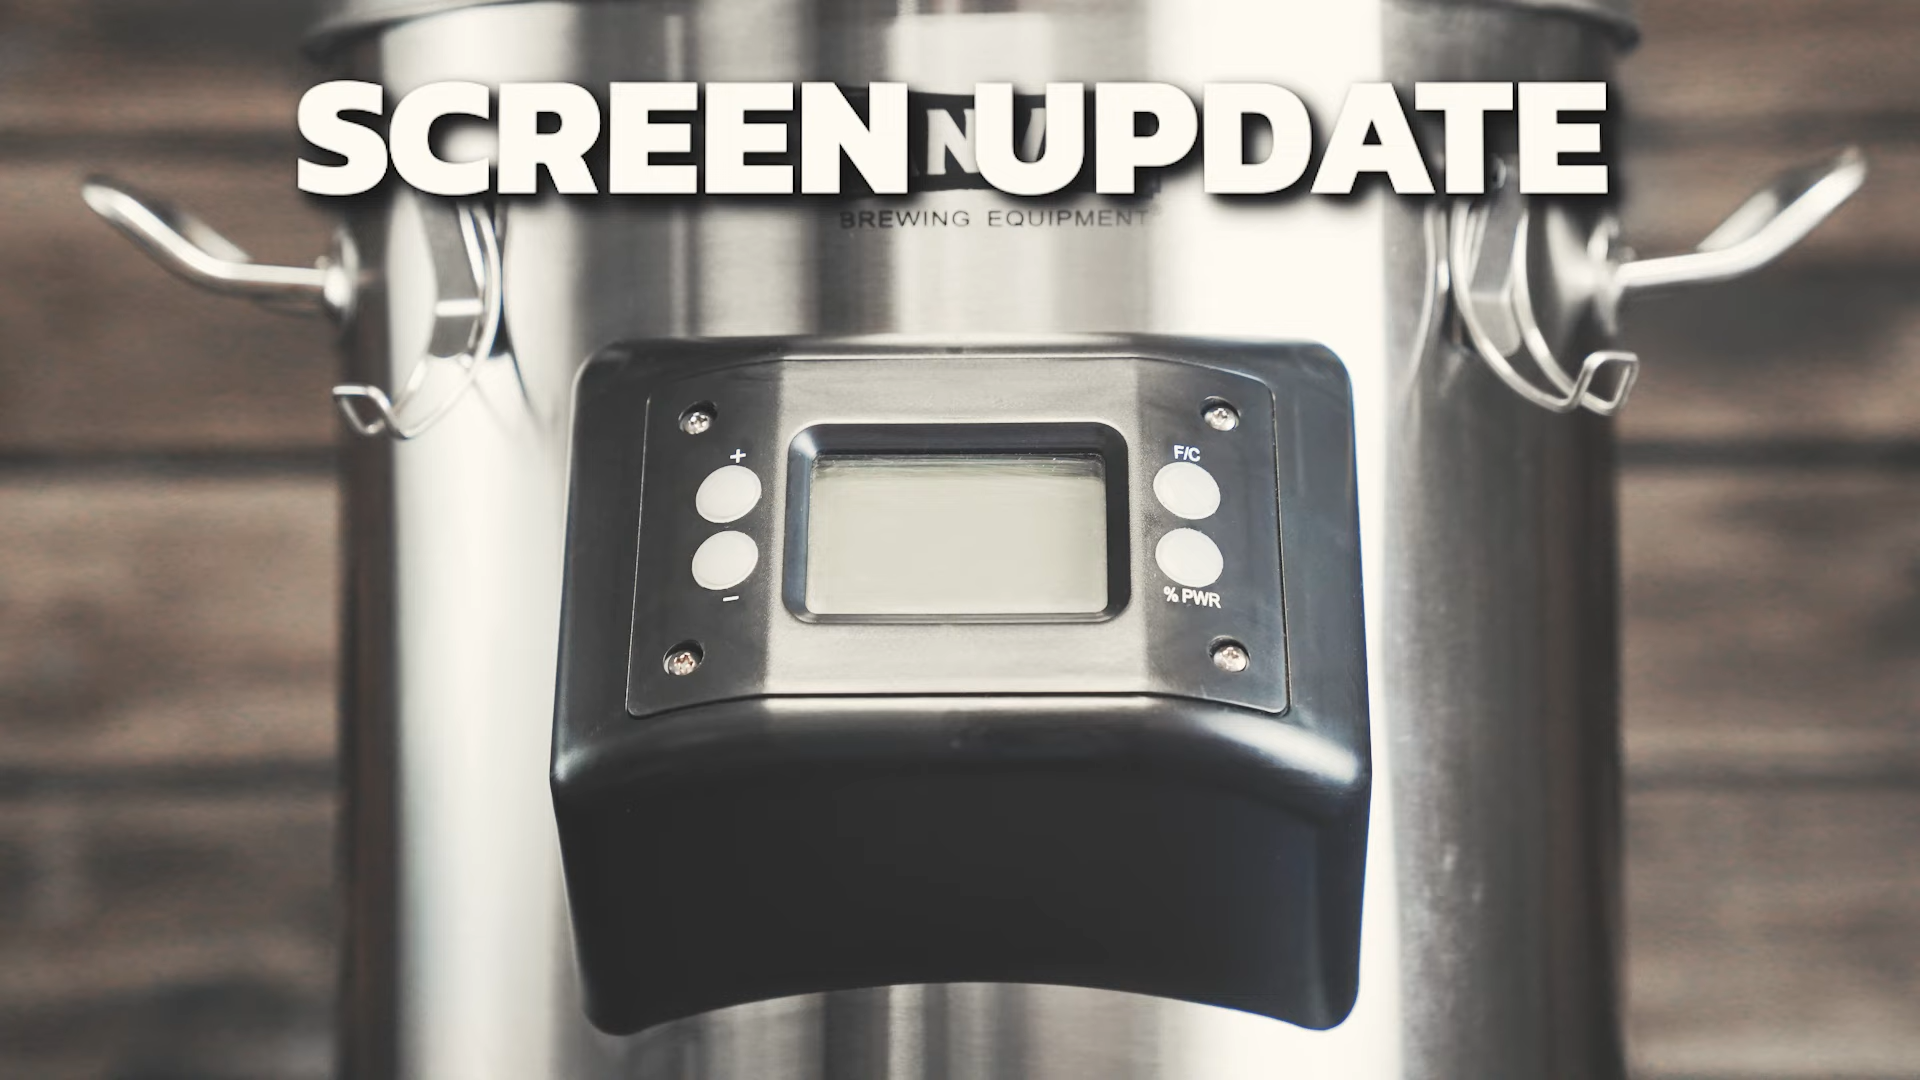 SCREEN UPDATE
BREWING EQUIPMENT
+
F/C
-
% PWR